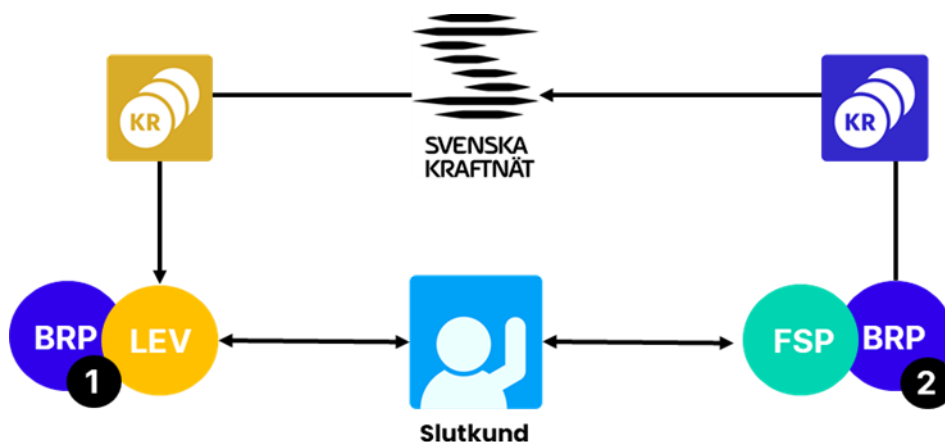 KR
SVENSKA
KRAFTNÄT
KR
BRP
1
LEV
FSP
BRP
2
Slutkund